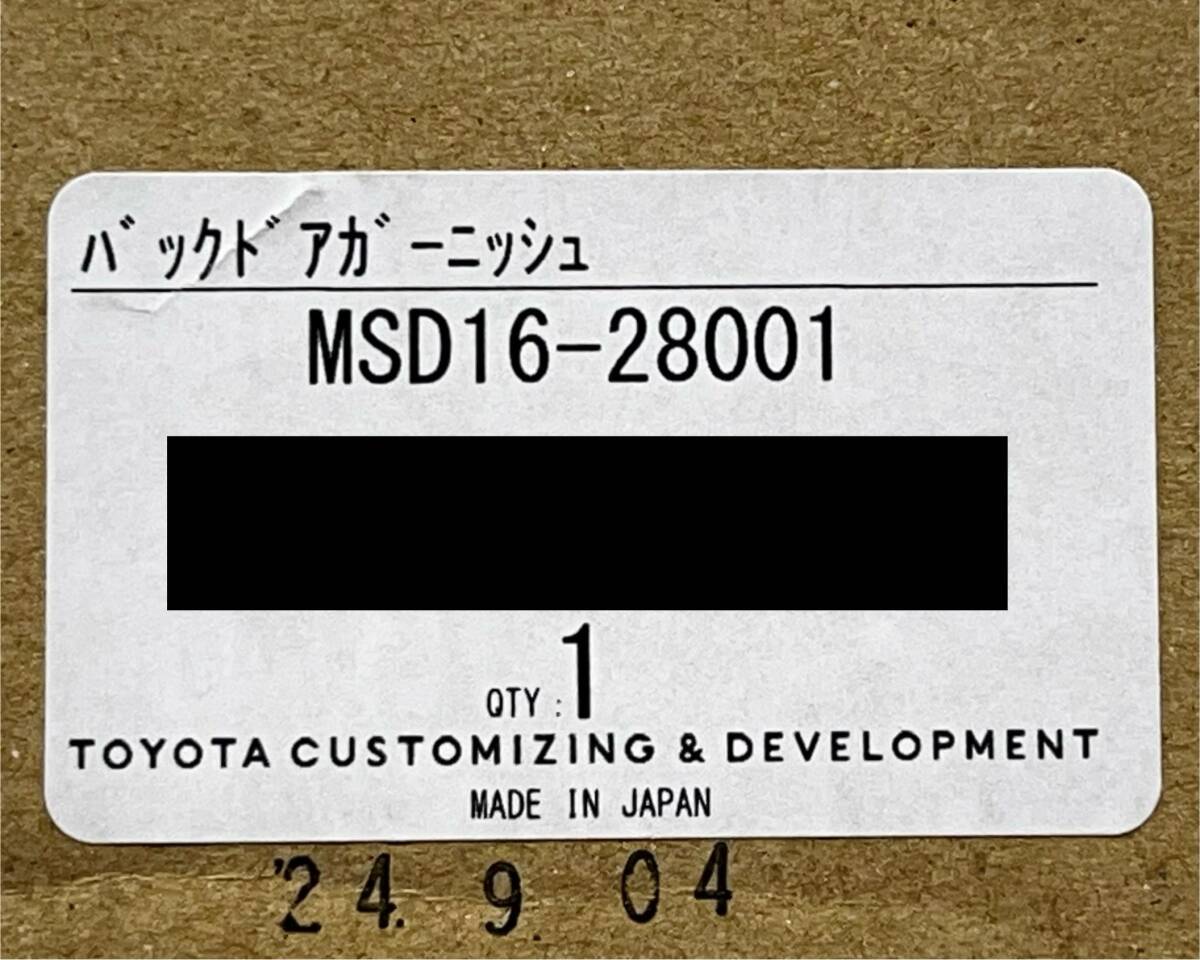 バックドアガーニッシュ
MSD16-28001
QTY:1
TOYOTA CUSTOMIZING & DEVELOPMENT
MADE IN JAPAN
'24. 9. 04